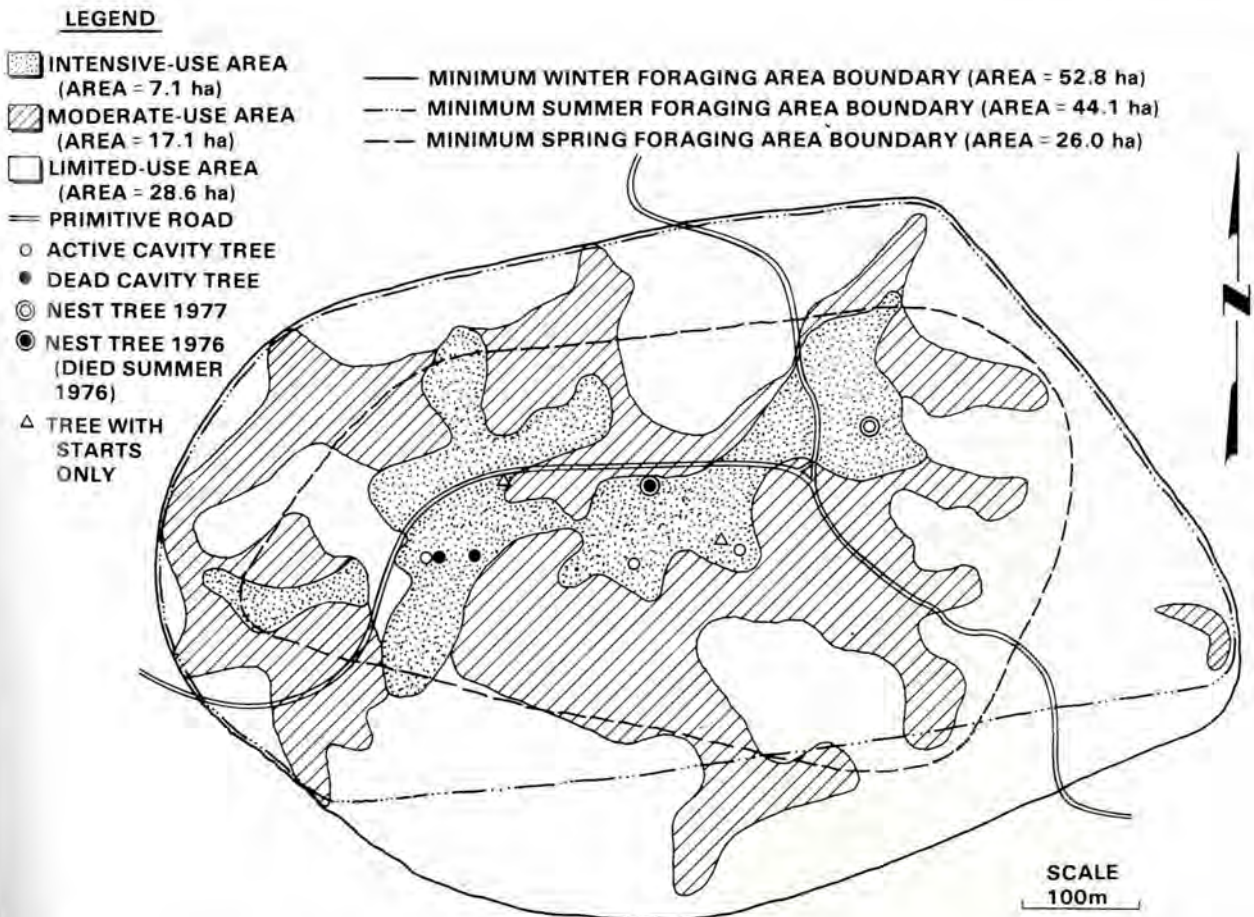 LEGEND
INTENSIVE-USE AREA
(AREA = 7.1 ha)
MODERATE-USE AREA
(AREA = 17.1 ha)
LIMITED-USE AREA
(AREA = 28.6 ha)
PRIMITIVE ROAD
ACTIVE CAVITY TREE
DEAD CAVITY TREE
NEST TREE 1977
NEST TREE 1976
(DIED SUMMER
1976)
TREE WITH
STARTS
ONLY
MINIMUM WINTER FORAGING AREA BOUNDARY (AREA = 52.8 ha)
MINIMUM SUMMER FORAGING AREA BOUNDARY (AREA = 44.1 ha)
MINIMUM SPRING FORAGING AREA BOUNDARY (AREA = 26.0 ha)
N
SCALE
100m